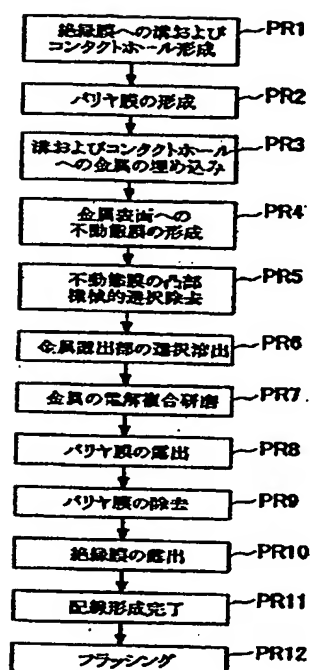 絶縁膜への溝および
コンタクトホール形成
PR1
バリヤ膜の形成
PR2
溝およびコンタクトホール
への金属の埋め込み
PR3
金属表面への
不動態膜の形成
PR4
不動態膜の凸部
機械的選択除去
PR5
金属露出部の選択溶出
PR6
金属の電解複合研磨
PR7
バリヤ膜の露出
PR8
バリヤ膜の除去
PR9
絶縁膜の露出
PR10
配線形成完了
PR11
フラッシング
PR12